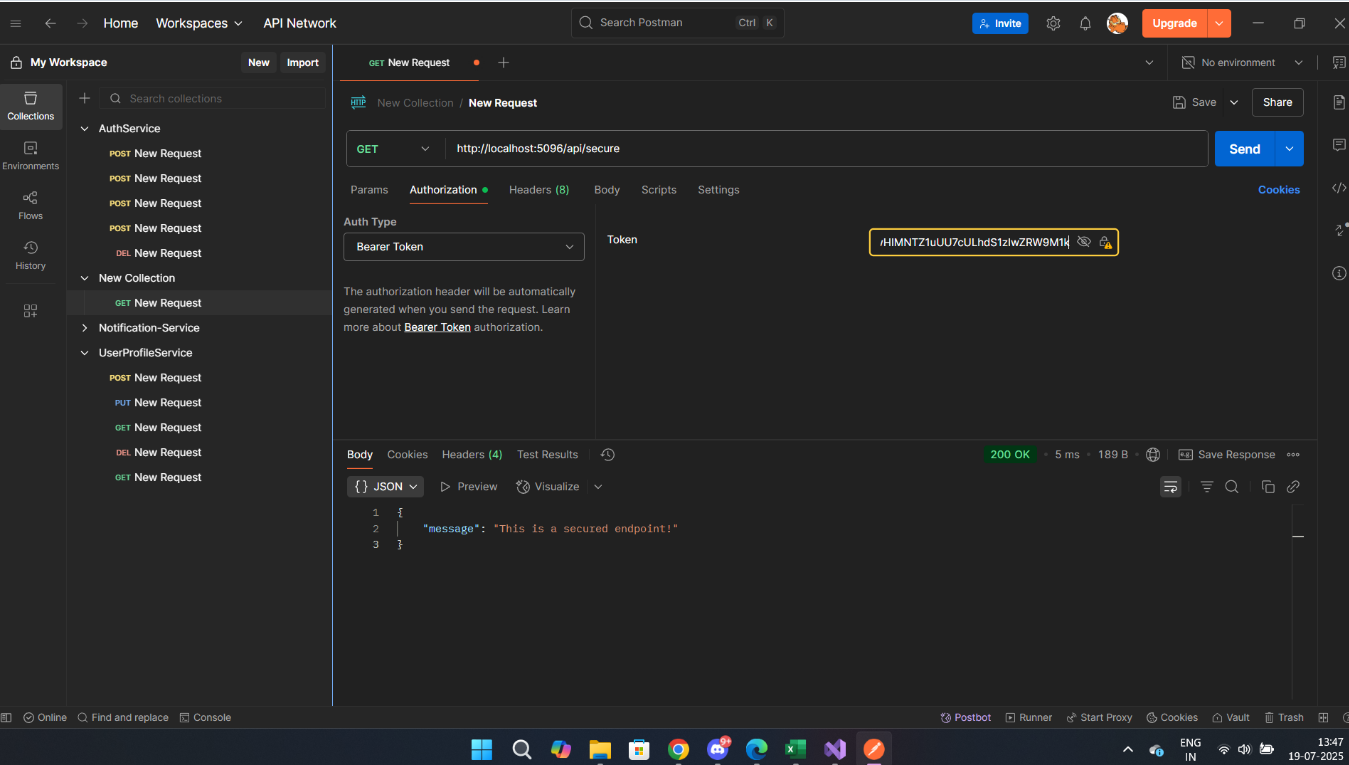 Home Workspaces API Network Search Postman Ctrl K Invite Upgrade
My Workspace New Import GET New Request No environment
Collections
Environments
Flows
History
Search collections
AuthService
POST New Request
POST New Request
POST New Request
POST New Request
DEL New Request
New Collection
GET New Request
Notification-Service
UserProfileService
POST New Request
PUT New Request
GET New Request
DEL New Request
GET New Request
HTTP New Collection / New Request Save Share
GET http://localhost:5096/api/secure Send
Params Authorization Headers (8) Body Scripts Settings Cookies
Auth Type
Bearer Token
The authorization header will be automatically
generated when you send the request. Learn
more about Bearer Token authorization.
Token
Body Cookies Headers (4) Test Results 200 OK • 5 ms • 189 B • e.g. Save Response
{} JSON Preview Visualize
1 {
2 "message": "This is a secured endpoint!"
3 }
Online Find and replace Console Postbot Runner Start Proxy Cookies Vault Trash
9+
ENG
IN
13:47
19-07-2025